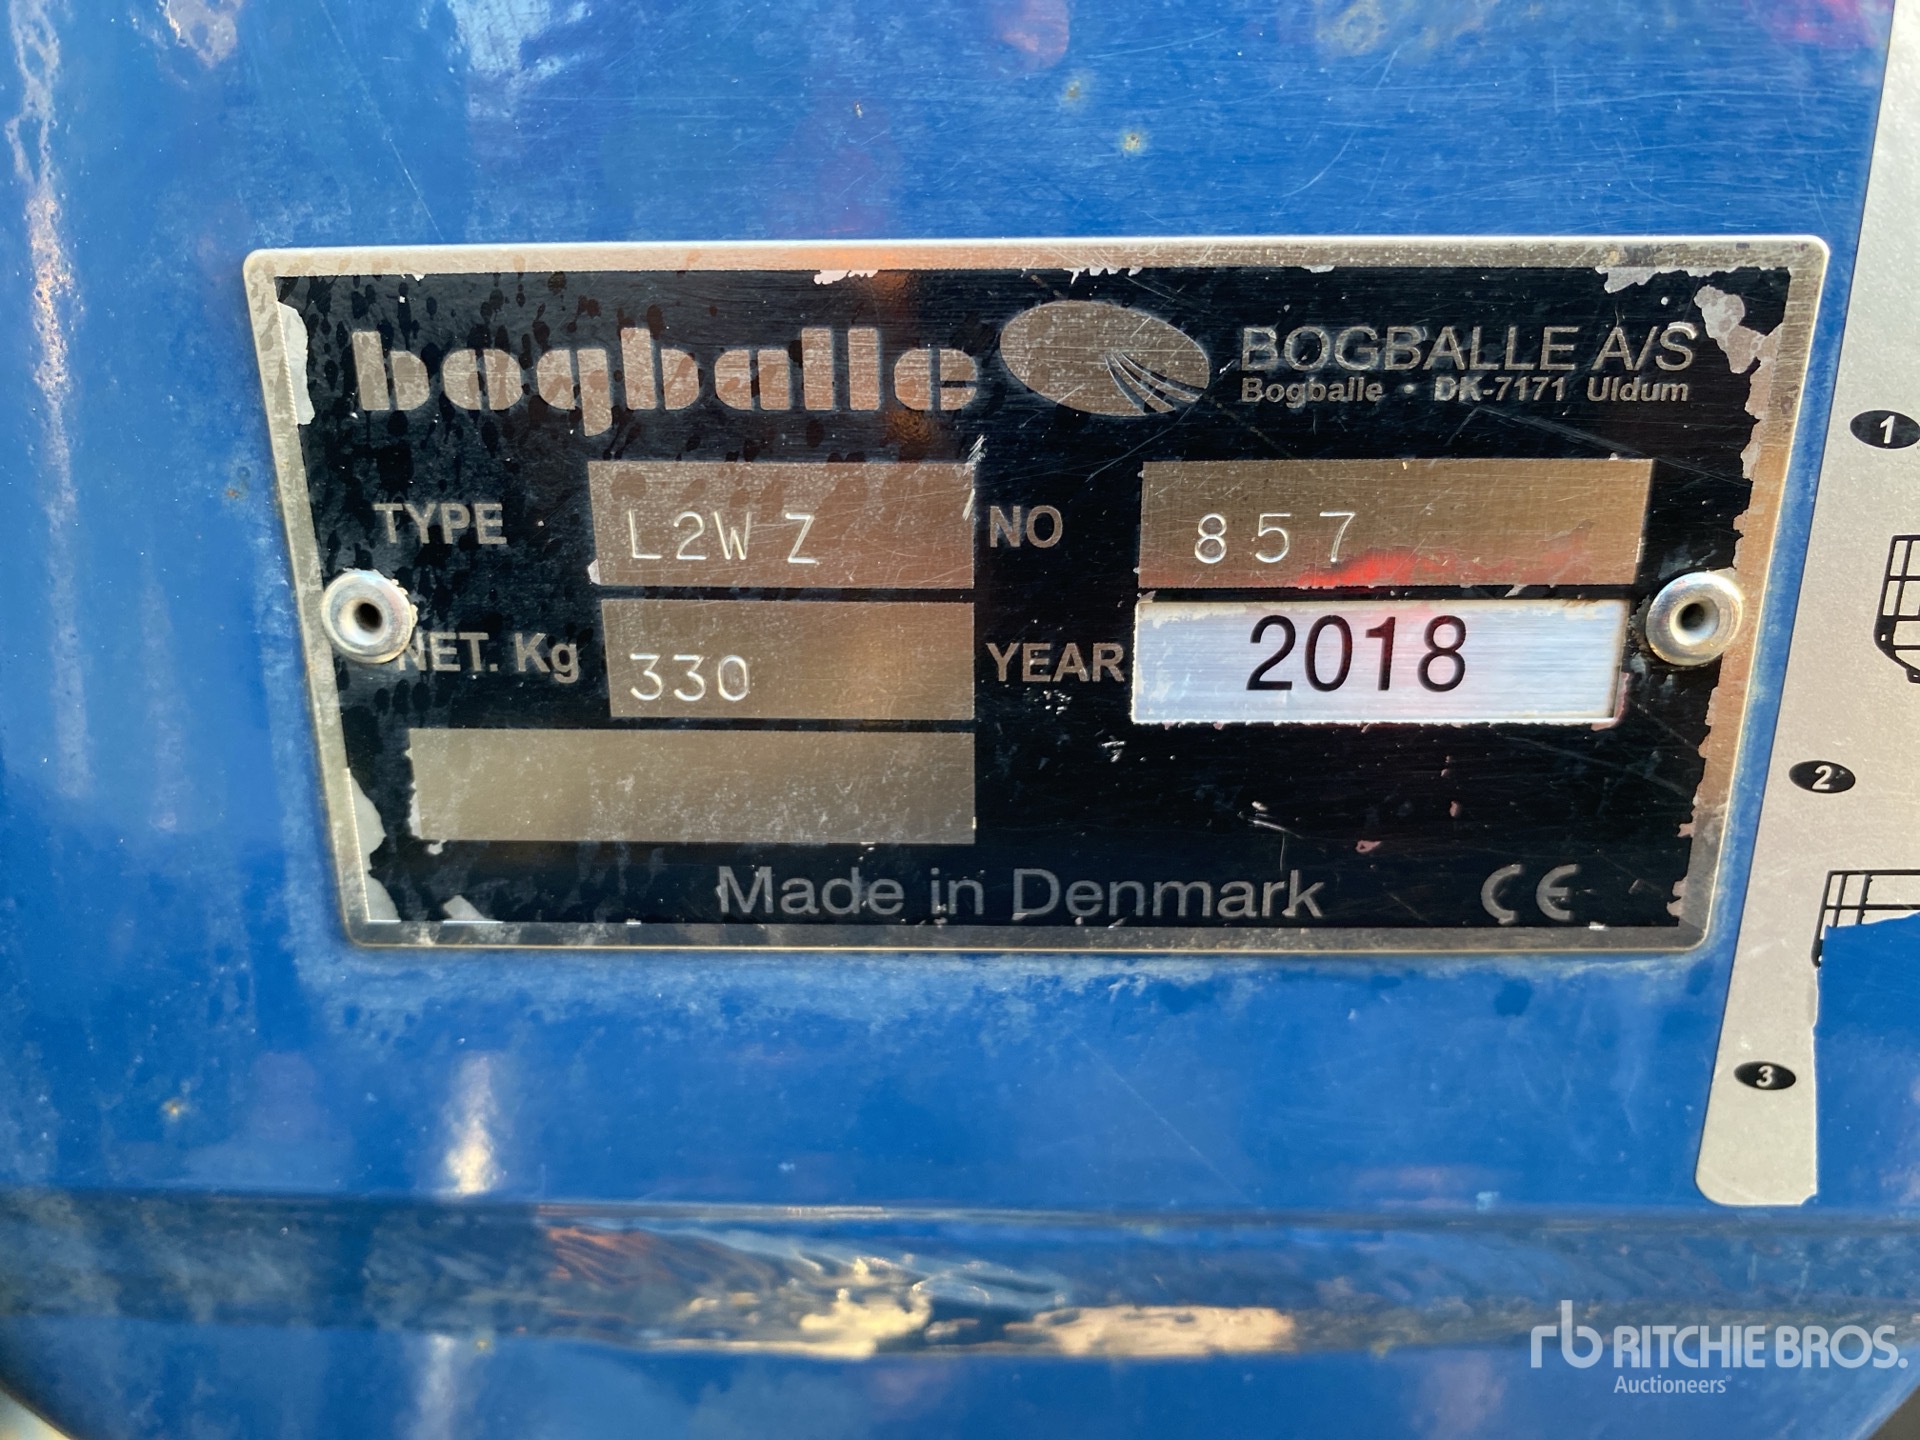 bogballe
BOGBALLE A/S
Bogballe • DK-7171 Uldum
TYPE L2W Z NO 857
NET. Kg 330 YEAR 2018
Made in Denmark CE
1
2
3
rb RITCHIE BROS.
Auctioneers